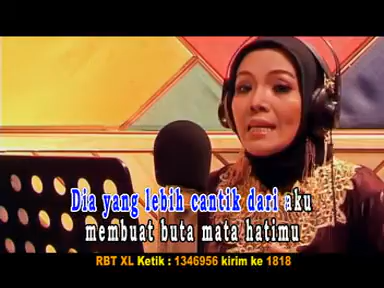 Dia yang lebih cantik dari aku
membuat buta mata hatimu
RBT XL Ketik : 1346956 kirim ke 1818